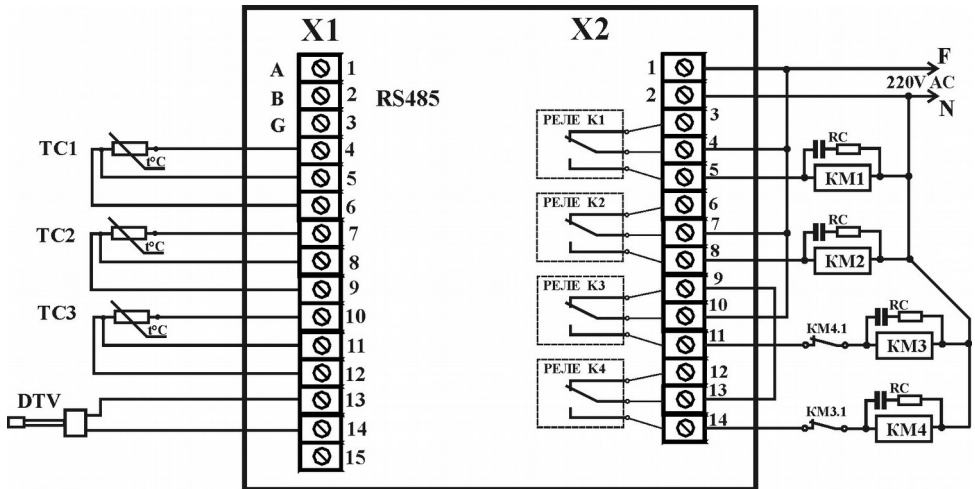 X1
X2
A 1
B 2 RS485
G 3
4
5
6
7
8
9
10
11
12
13
14
15
TC1
t°C
TC2
t°C
TC3
t°C
DTV
1
2
3
4
5
6
7
8
9
10
11
12
13
14
РЕЛЕ К1
РЕЛЕ К2
РЕЛЕ К3
РЕЛЕ К4
F
220V AC
N
RC
КМ1
RC
КМ2
КМ4.1
RC
КМ3
КМ3.1
RC
КМ4